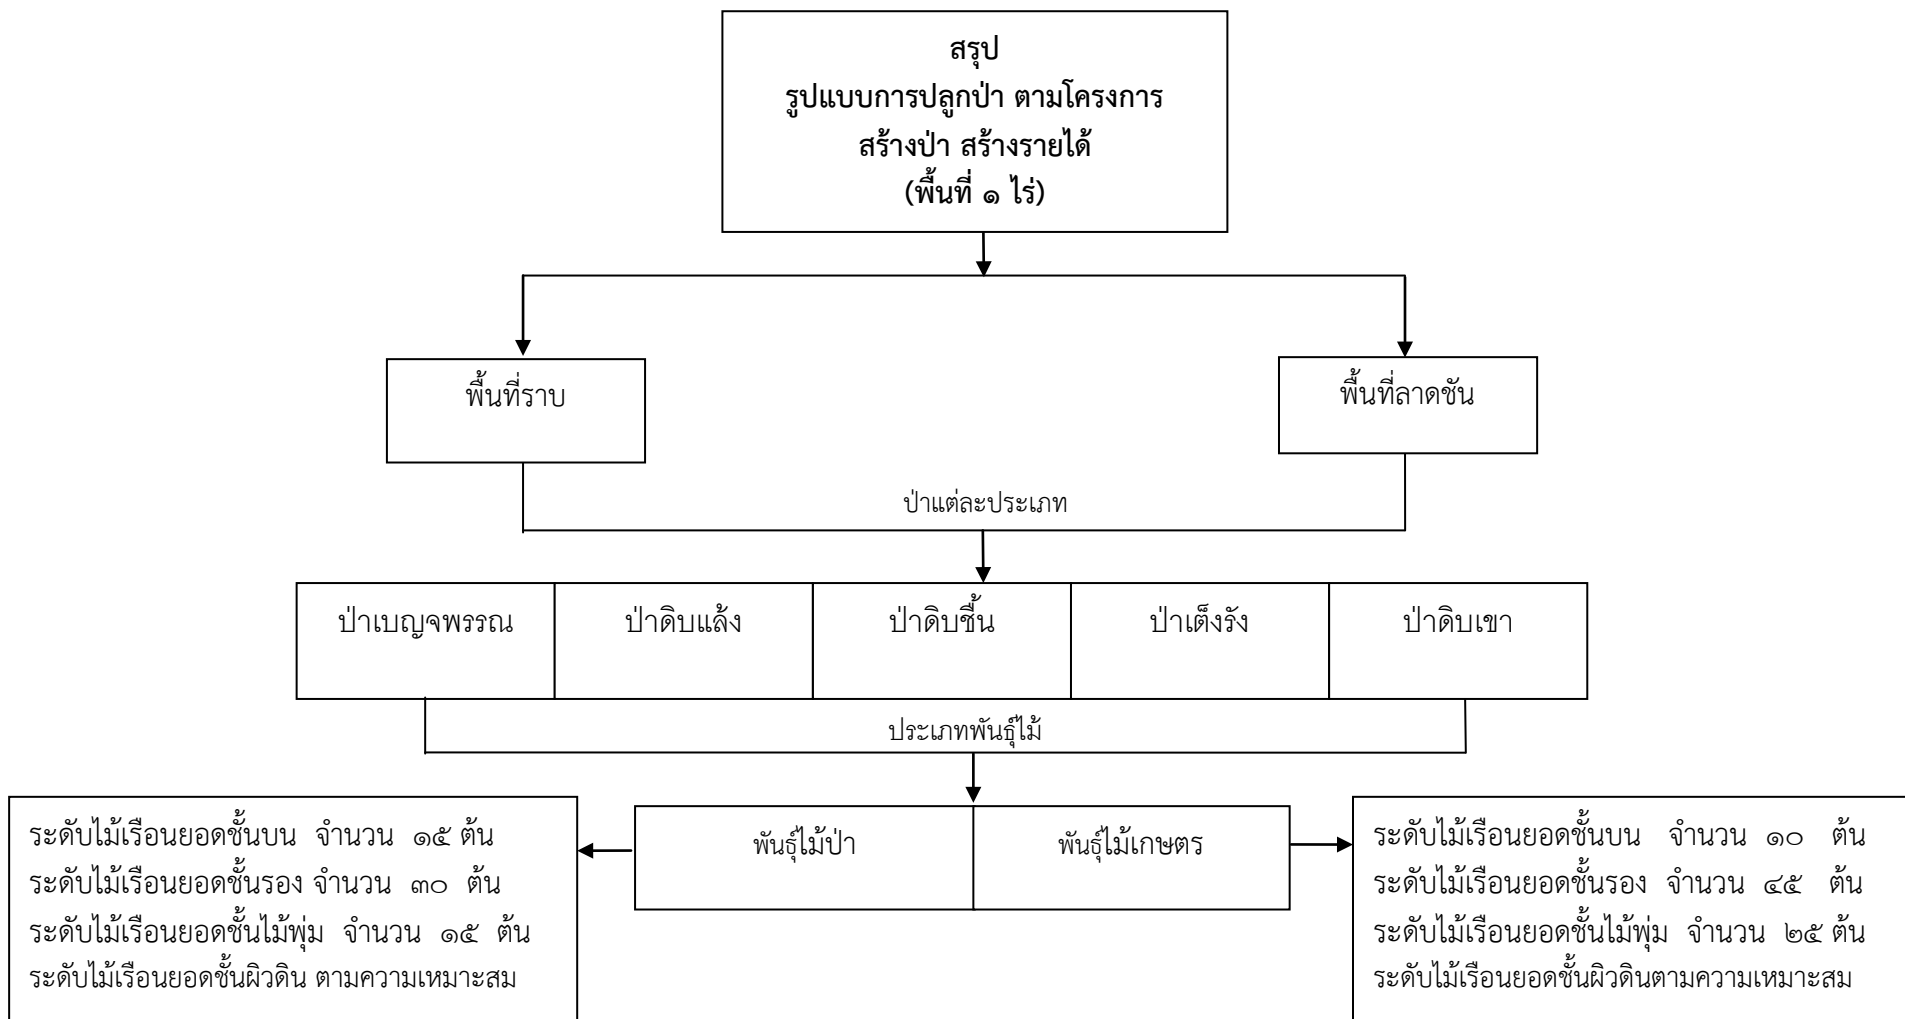 สรุป
รูปแบบการปลูกป่า ตามโครงการ
สร้างป่า สร้างรายได้
(พื้นที่ ๑ ไร่)
พื้นที่ราบ
พื้นที่ลาดชัน
ป่าแต่ละประเภท
ป่าเบญจพรรณ
ป่าดิบแล้ง
ป่าดิบชื้น
ป่าเต็งรัง
ป่าดิบเขา
ประเภทพันธุ์ไม้
พันธุ์ไม้ป่า
พันธุ์ไม้เกษตร
ระดับไม้เรือนยอดชั้นบน จำนวน ๑๕ ต้น
ระดับไม้เรือนยอดชั้นรอง จำนวน ๓๐ ต้น
ระดับไม้เรือนยอดชั้นไม้พุ่ม จำนวน ๑๕ ต้น
ระดับไม้เรือนยอดชั้นผิวดิน ตามความเหมาะสม
ระดับไม้เรือนยอดชั้นบน จำนวน ๑๐ ต้น
ระดับไม้เรือนยอดชั้นรอง จำนวน ๔๕ ต้น
ระดับไม้เรือนยอดชั้นไม้พุ่ม จำนวน ๒๕ ต้น
ระดับไม้เรือนยอดชั้นผิวดินตามความเหมาะสม